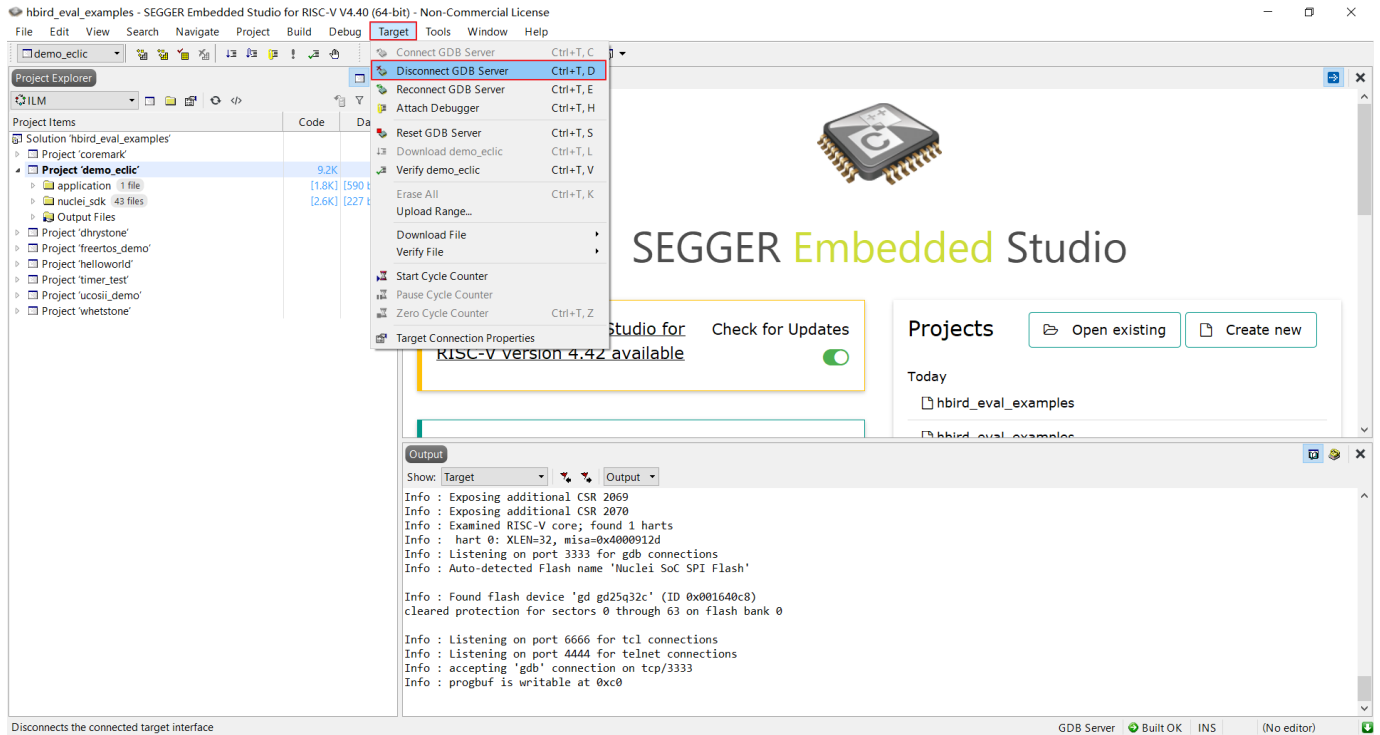 hbird_eval_examples - SEGGER Embedded Studio for RISC-V V4.40 (64-bit) - Non-Commercial License
File Edit View Search Navigate Project Build Debug Target Tools Window Help
demo_eclic
Connect GDB Server Ctrl+T, C
Disconnect GDB Server Ctrl+T, D
Reconnect GDB Server Ctrl+T, E
Attach Debugger Ctrl+T, H
Reset GDB Server Ctrl+T, S
Download demo_eclic Ctrl+T, L
Verify demo_eclic Ctrl+T, V
Erase All Ctrl+T, K
Upload Range...
Download File
Verify File
Start Cycle Counter
Pause Cycle Counter
Zero Cycle Counter Ctrl+T, Z
Target Connection Properties
Project Explorer
ILM
Project Items Code Da
Solution 'hbird_eval_examples'
Project 'coremark'
Project 'demo_eclic' 9.2K
application 1 file [1.8K] [590 b
nuclei_sdk 43 files [2.6K] [227 b
Output Files
Project 'dhrystone'
Project 'freertos_demo'
Project 'helloworld'
Project 'timer_test'
Project 'ucosii_demo'
Project 'whetstone'
C ++
SEGGER Embedded Studio
Studio for
RISC-V Version 4.42 available
Check for Updates
Projects Open existing Create new
Today
hbird_eval_examples
hbird_eval_examples
Output
Show: Target Output
Info : Exposing additional CSR 2069
Info : Exposing additional CSR 2070
Info : Examined RISC-V core; found 1 harts
Info :  hart 0: XLEN=32, misa=0x4000912d
Info : Listening on port 3333 for gdb connections
Info : Auto-detected Flash name 'Nuclei SoC SPI Flash'
Info : Found flash device 'gd gd25q32c' (ID 0x001640c8)
cleared protection for sectors 0 through 63 on flash bank 0
Info : Listening on port 6666 for tcl connections
Info : Listening on port 4444 for telnet connections
Info : accepting 'gdb' connection on tcp/3333
Info : progbuf is writable at 0xc0
Disconnects the connected target interface
GDB Server Built OK INS (No editor)